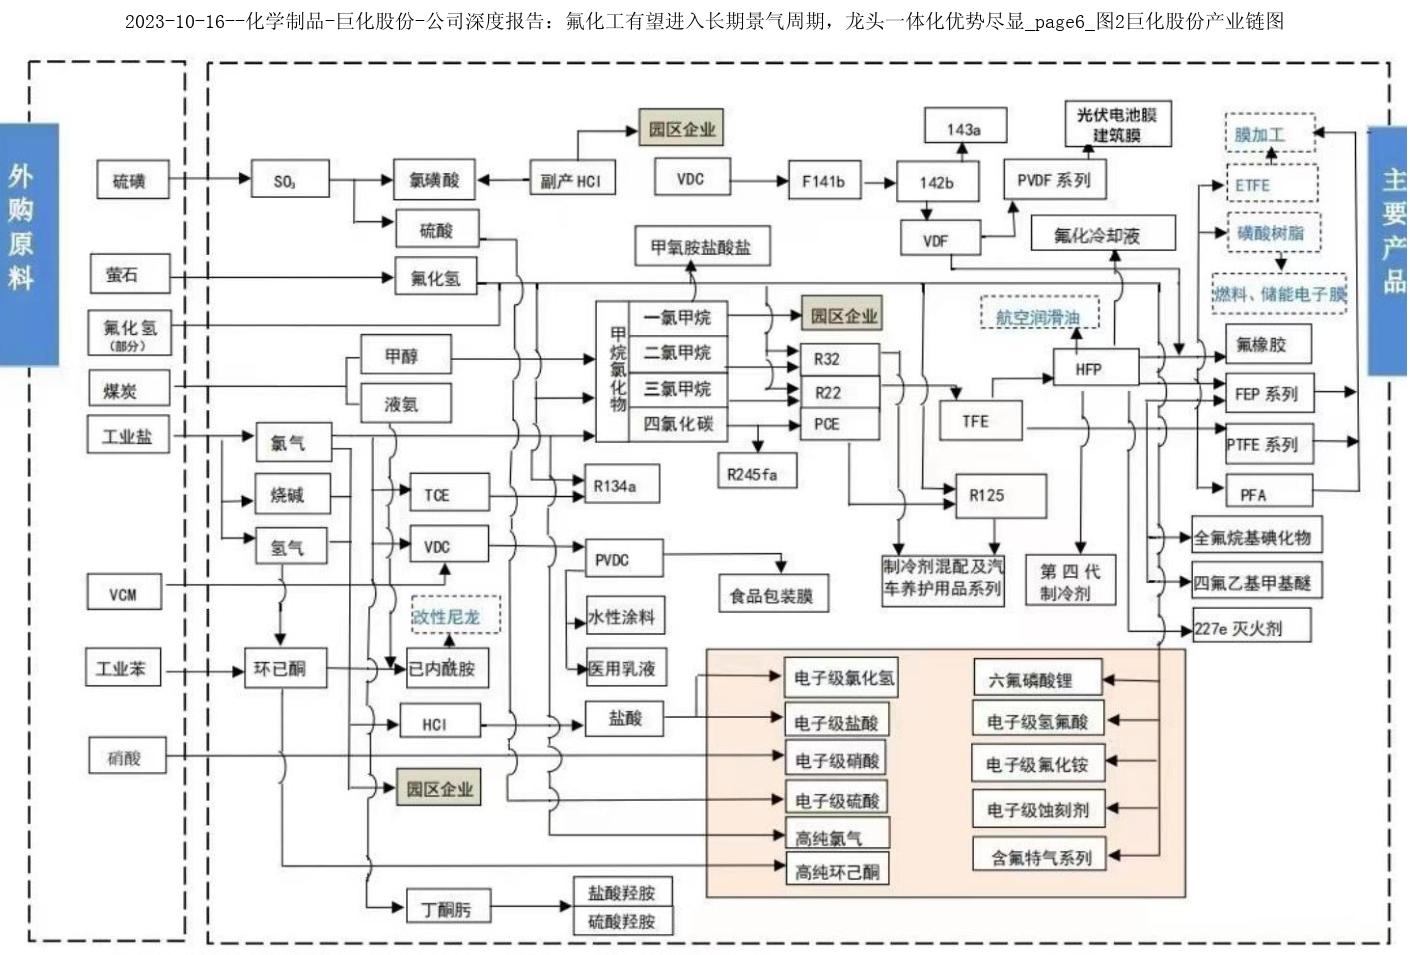 2023-10-16--化学制品-巨化股份-公司深度报告：氟化工有望进入长期景气周期，龙头一体化优势尽显_page6_图2巨化股份产业链图
外购原料
硫磺
萤石
氟化氢
（部分）
煤炭
工业盐
VCM
工业苯
硝酸
SO₃
氯磺酸
副产HCl
园区企业
硫酸
氟化氢
甲醇
液氨
氯气
烧碱
氢气
TCE
VDC
改性尼龙
环已酮
已内酰胺
HCl
盐酸
园区企业
丁酮肟
盐酸羟胺
硫酸羟胺
VDC
F141b
142b
143a
VDF
PVDF 系列
光伏电池膜
建筑膜
甲氧胺盐酸盐
甲烷氯化物
一氯甲烷
二氯甲烷
三氯甲烷
四氯化碳
园区企业
R32
R22
PCE
R245fa
R134a
PVDC
食品包装膜
水性涂料
医用乳液
氟化冷却液
航空润滑油
HFP
TFE
R125
制冷剂混配及汽
车养护用品系列
第四代
制冷剂
膜加工
ETFE
磺酸树脂
燃料、储能电子膜
氟橡胶
FEP 系列
PTFE 系列
PFA
全氟烷基碘化物
四氟乙基甲基醚
227e 灭火剂
电子级氯化氢
电子级盐酸
电子级硝酸
电子级硫酸
高纯氯气
高纯环己酮
六氟磷酸锂
电子级氢氟酸
电子级氟化铵
电子级蚀刻剂
含氟特气系列
主要产品